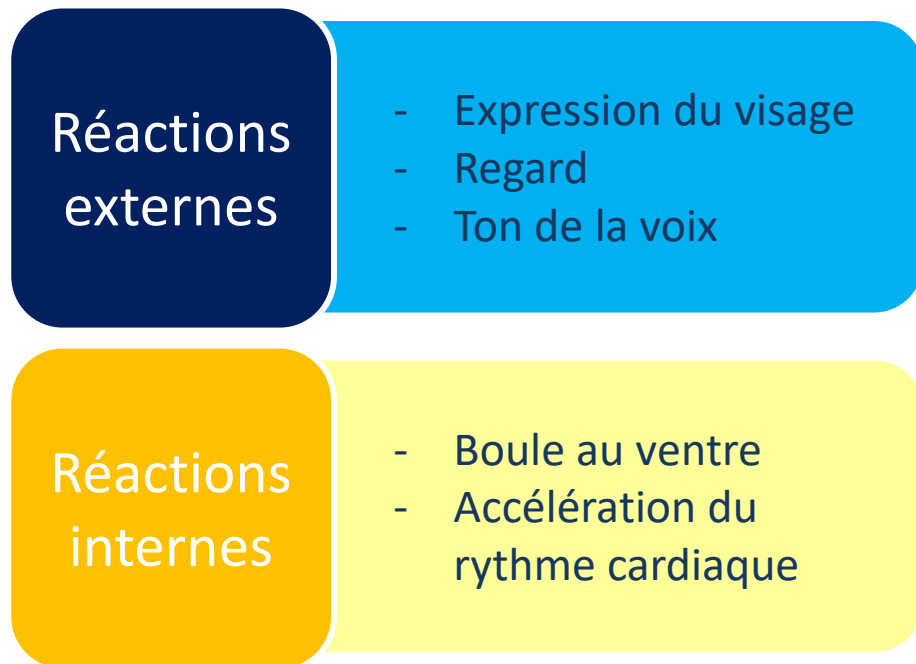 Réactions
externes
- Expression du visage
- Regard
- Ton de la voix
Réactions
internes
- Boule au ventre
- Accélération du
rythme cardiaque